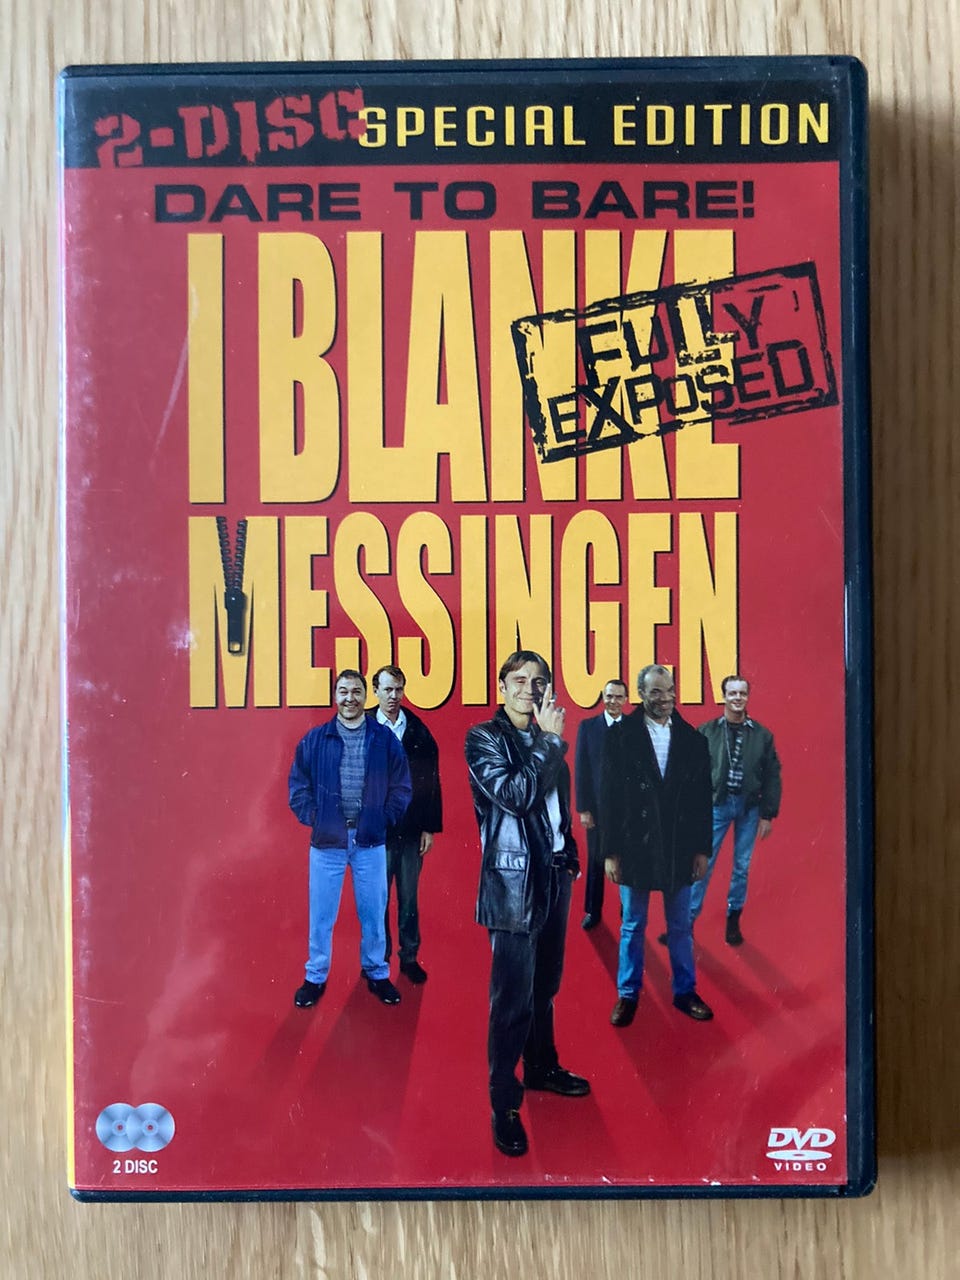 2-DISC SPECIAL EDITION
DARE TO BARE!
I BLANKE
FULLY
EXPOSED
MESSINGEN
2 DISC
DVD
VIDEO